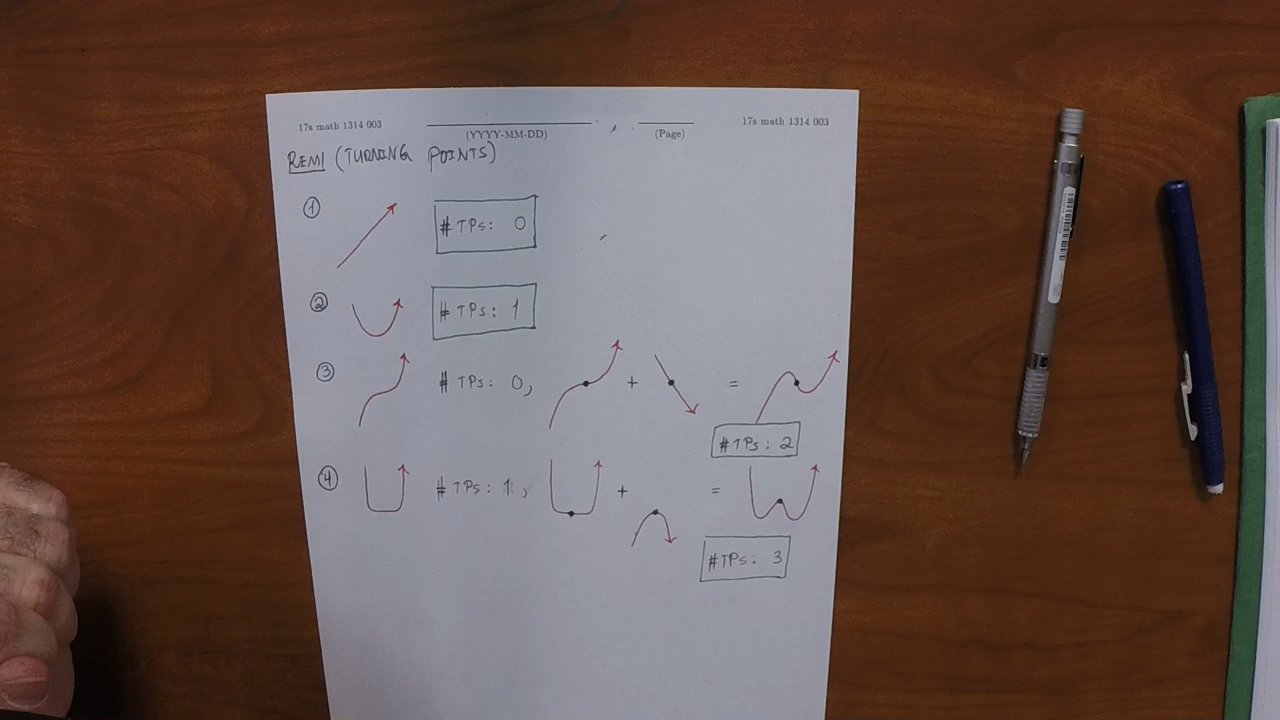 17s math 1314 003 (YYYY-MM-DD) (Page) 17s math 1314 003
REM1 (TURNING POINTS)
① # TPs: 0
② # TPs: 1
③ # TPs: 0, + =
# TPs: 2
④ # TPs: 1, + =
# TPs: 3